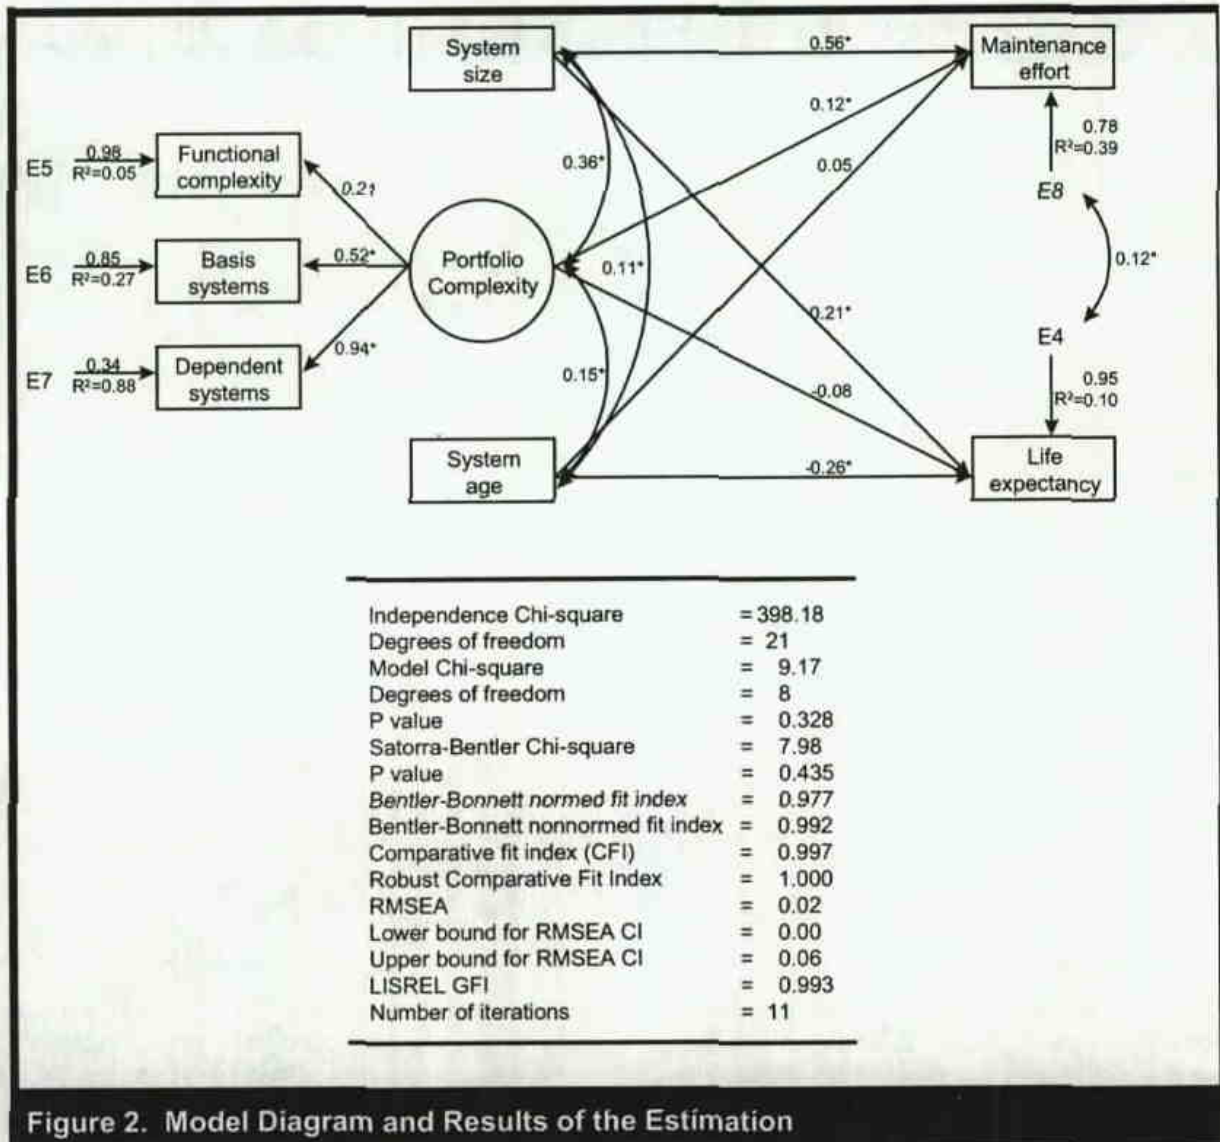 System
size
0.56*
Maintenance
effort
0.12*
0.78
R²=0.39
0.98
E5
R²=0.05
Functional
complexity
0.36*
0.05
0.2†
E8
0.85
E6
R²=0.27
Basis
systems
0.52*
Portfolio
Complexity
0.11*
0.12*
0.21*
E4
0.34
E7
R²=0.88
Dependent
systems
0.94*
0.15*
-0.08
0.95
R²=0.10
System
age
-0.26*
Life
expectancy
Independence Chi-square = 398.18
Degrees of freedom = 21
Model Chi-square = 9.17
Degrees of freedom = 8
P value = 0.328
Satorra-Bentler Chi-square = 7.98
P value = 0.435
Bentler-Bonnett normed fit index = 0.977
Bentler-Bonnett nonnormed fit index = 0.992
Comparative fit index (CFI) = 0.997
Robust Comparative Fit Index = 1.000
RMSEA = 0.02
Lower bound for RMSEA CI = 0.00
Upper bound for RMSEA CI = 0.06
LISREL GFI = 0.993
Number of iterations = 11
Figure 2. Model Diagram and Results of the Estimation